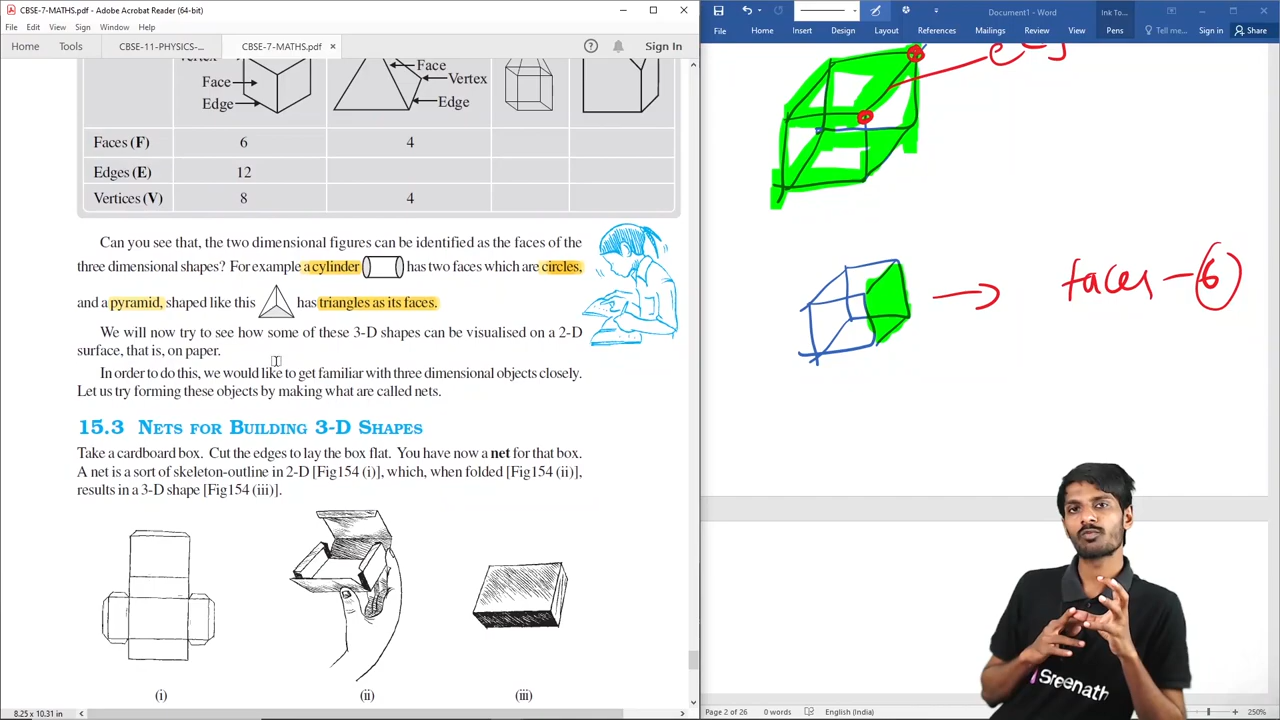 CBSE-7-MATHS.pdf - Adobe Acrobat Reader (64-bit)
File Edit View Sign Window Help
Home Tools CBSE-11-PHYSICS-... CBSE-7-MATHS.pdf × Sign In
Face
Vertex
Edge
Edge
Faces (F) 6 4
Edges (E) 12
Vertices (V) 8 4
Can you see that, the two dimensional figures can be identified as the faces of the
three dimensional shapes? For example a cylinder has two faces which are circles,
and a pyramid, shaped like this has triangles as its faces.
We will now try to see how some of these 3-D shapes can be visualised on a 2-D
surface, that is, on paper.
In order to do this, we would like to get familiar with three dimensional objects closely.
Let us try forming these objects by making what are called nets.
15.3 NETS FOR BUILDING 3-D SHAPES
Take a cardboard box. Cut the edges to lay the box flat. You have now a net for that box.
A net is a sort of skeleton-outline in 2-D [Fig154 (i)], which, when folded [Fig154 (ii)],
results in a 3-D shape [Fig154 (iii)].
(i) (ii) (iii)
8.25 x 10.31 in
Document1 - Word
Ink To...
File Home Insert Design Layout References Mailings Review View Pens Tell me... Sign in Share
faces - 6
Sreenath
Page 2 of 26 0 words English (India) 250%